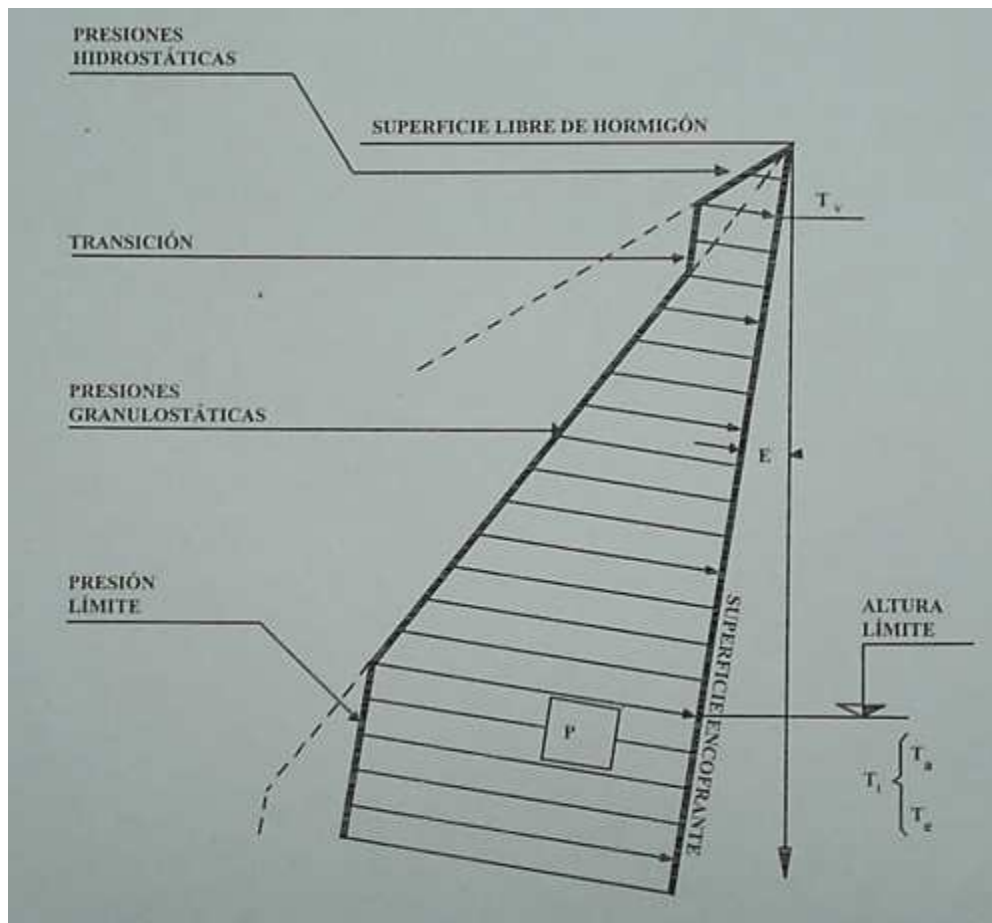 PRESIONES
HIDROSTÁTICAS
SUPERFICIE LIBRE DE HORMIGÓN
T v
TRANSICIÓN
PRESIONES
GRANULOSTÁTICAS
E
PRESIÓN
LÍMITE
SUPERFICIE ENCOFRANTE
ALTURA
LÍMITE
P
T a
T e